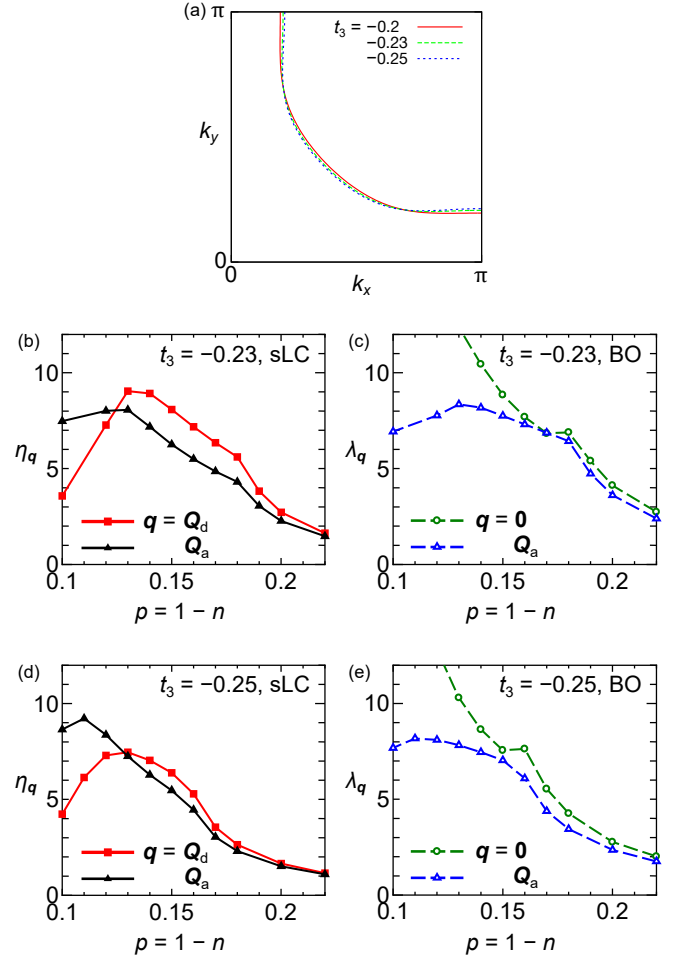 (a)
π
t3 = −0.2
−0.23
−0.25
ky
0
0
kx
π
(b)
t3 = −0.23, sLC
10
5
0
ηq
q = Qd
Qa
0.1
0.15
0.2
p = 1 − n
(c)
t3 = −0.23, BO
10
5
0
λq
q = 0
Qa
0.1
0.15
0.2
p = 1 − n
(d)
t3 = −0.25, sLC
10
5
0
ηq
q = Qd
Qa
0.1
0.15
0.2
p = 1 − n
(e)
t3 = −0.25, BO
10
5
0
λq
q = 0
Qa
0.1
0.15
0.2
p = 1 − n